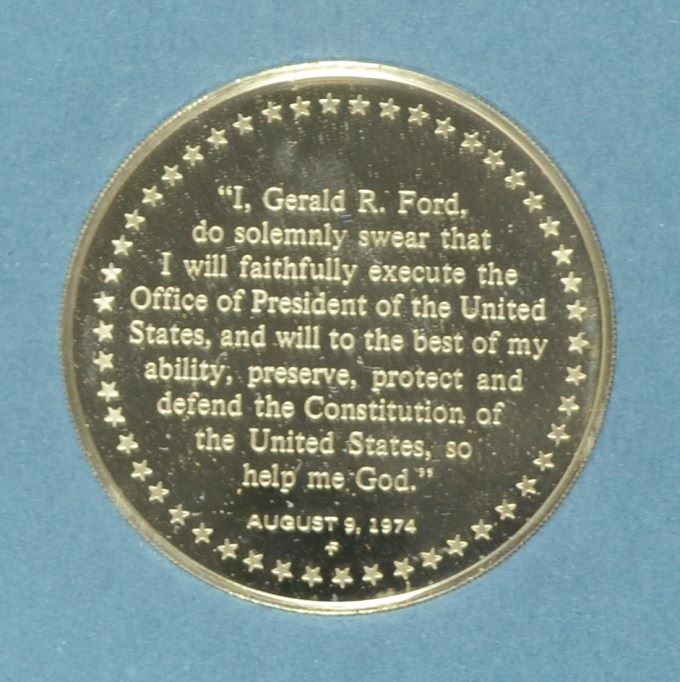 “I, Gerald R. Ford,
do solemnly swear that
I will faithfully execute the
Office of President of the United
States, and will to the best of my
ability, preserve, protect and
defend the Constitution of
the United States, so
help me God.”
AUGUST 9, 1974